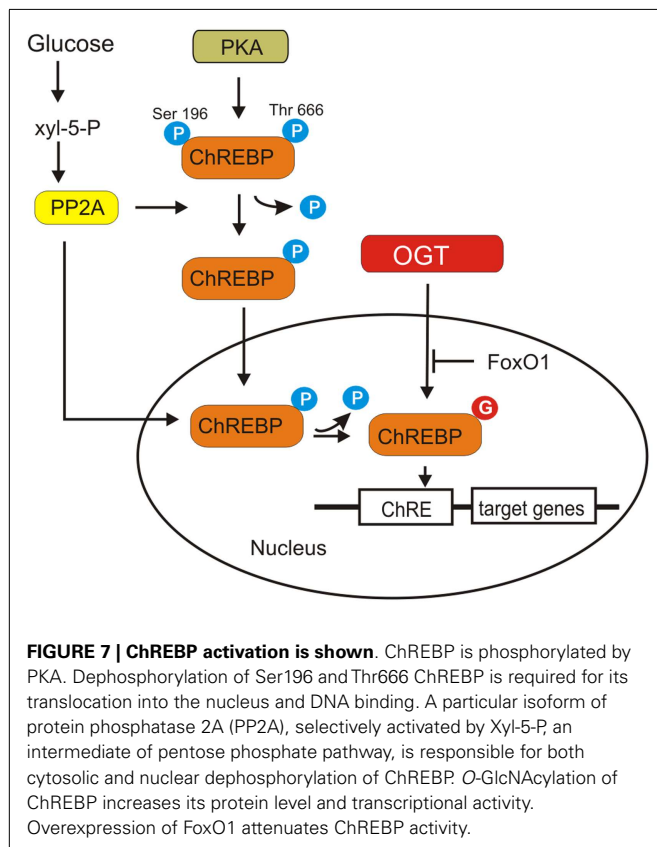 Glucose
PKA
Ser 196
Thr 666
P
P
xyl-5-P
ChREBP
PP2A
P
P
ChREBP
OGT
FoxO1
P
P
G
ChREBP
ChREBP
ChRE
target genes
Nucleus
FIGURE 7 | ChREBP activation is shown. ChREBP is phosphorylated by
PKA. Dephosphorylation of Ser196 and Thr666 ChREBP is required for its
translocation into the nucleus and DNA binding. A particular isoform of
protein phosphatase 2A (PP2A), selectively activated by Xyl-5-P, an
intermediate of pentose phosphate pathway, is responsible for both
cytosolic and nuclear dephosphorylation of ChREBP. O-GlcNAcylation of
ChREBP increases its protein level and transcriptional activity.
Overexpression of FoxO1 attenuates ChREBP activity.